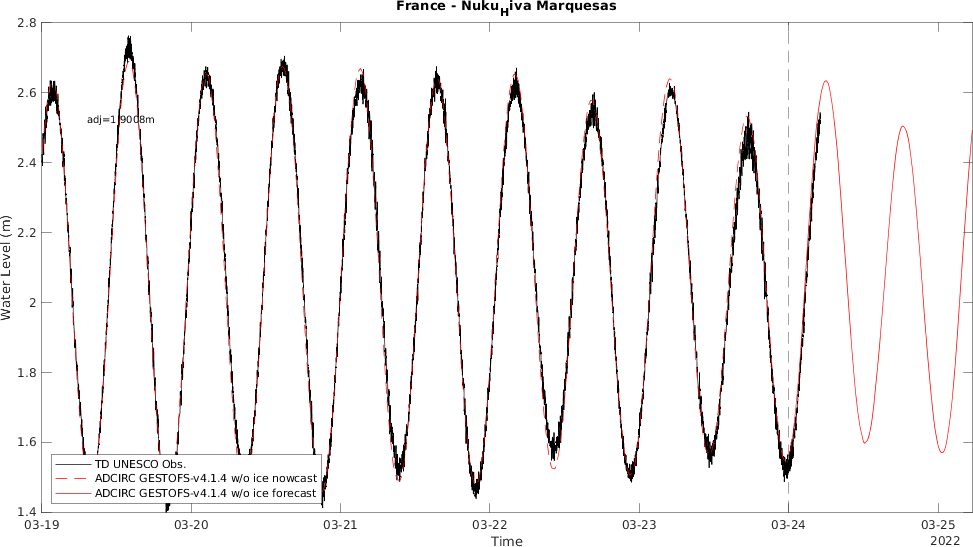 France - Nuku_Hiva Marquesas
2.8
2.6
adj=1.9008m
2.4
2.2
Water Level (m)
2
1.8
1.6
TD UNESCO Obs.
ADCIRC GESTOFS-v4.1.4 w/o ice nowcast
ADCIRC GESTOFS-v4.1.4 w/o ice forecast
1.4
03-19 03-20 03-21 03-22 03-23 03-24 03-25
Time 2022